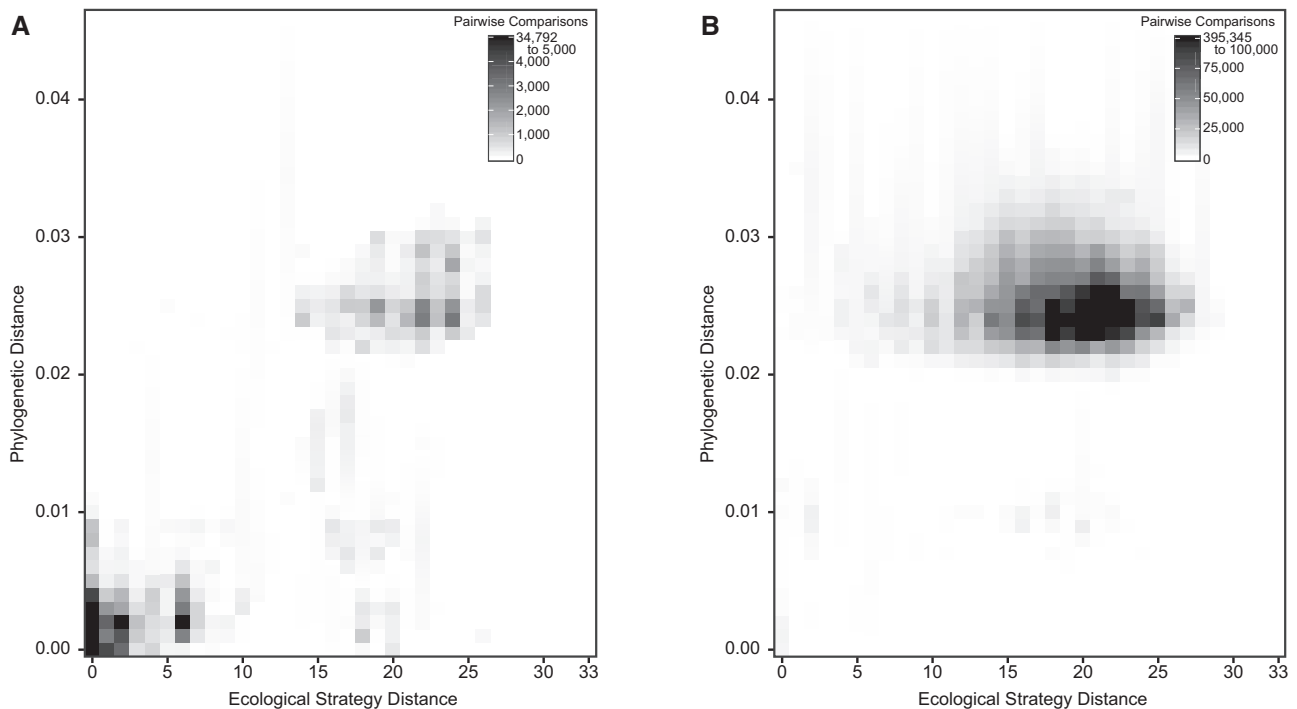 A
Pairwise Comparisons
34,792
to 5,000
4,000
3,000
2,000
1,000
0
0.04
0.03
0.02
0.01
0.00
Phylogenetic Distance
0 5 10 15 20 25 30 33
Ecological Strategy Distance
B
Pairwise Comparisons
395,345
to 100,000
75,000
50,000
25,000
0
0.04
0.03
0.02
0.01
0.00
Phylogenetic Distance
0 5 10 15 20 25 30 33
Ecological Strategy Distance